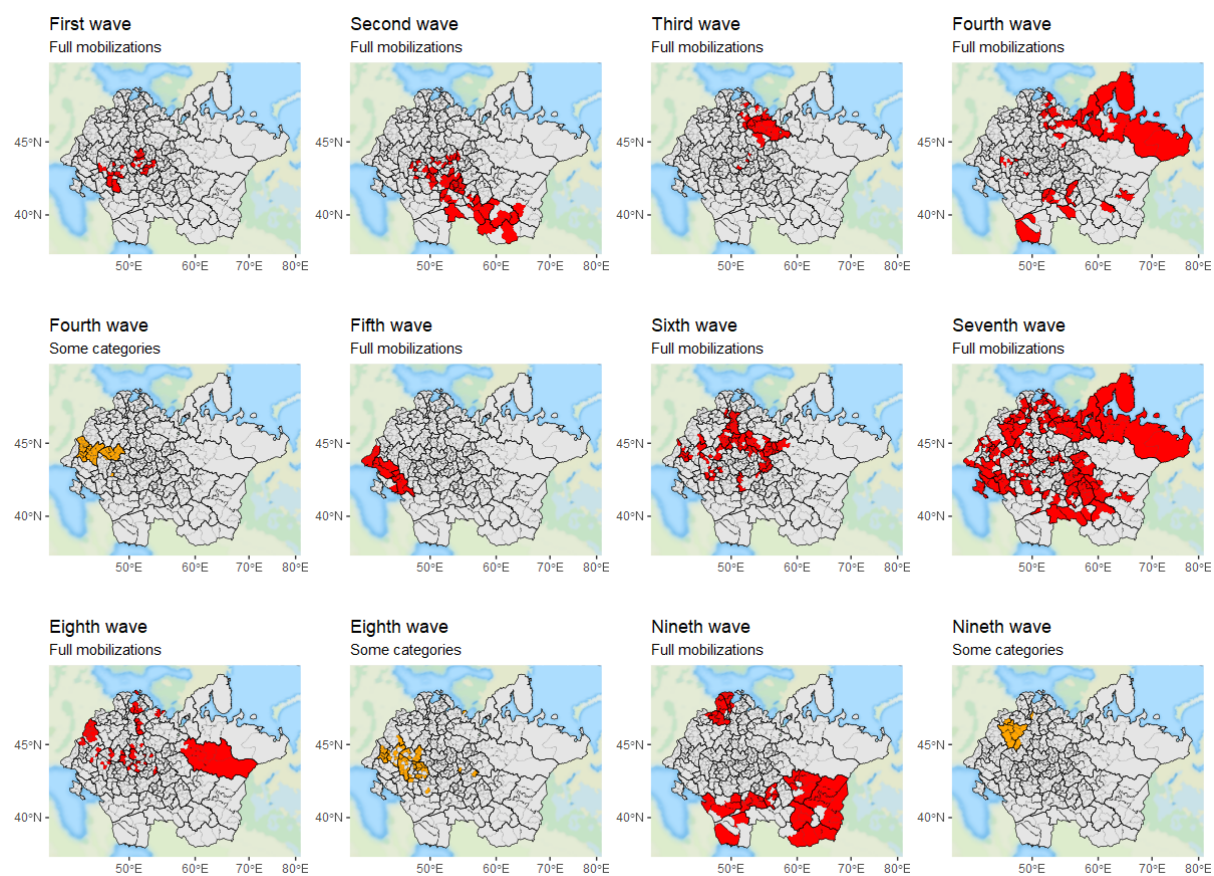 First wave
Full mobilizations
Second wave
Full mobilizations
Third wave
Full mobilizations
Fourth wave
Full mobilizations
45°N
40°N
50°E 60°E 70°E 80°E
45°N
40°N
50°E 60°E 70°E 80°E
45°N
40°N
50°E 60°E 70°E 80°E
45°N
40°N
50°E 60°E 70°E 80°E
Fourth wave
Some categories
Fifth wave
Full mobilizations
Sixth wave
Full mobilizations
Seventh wave
Full mobilizations
45°N
40°N
50°E 60°E 70°E 80°E
45°N
40°N
50°E 60°E 70°E 80°E
45°N
40°N
50°E 60°E 70°E 80°E
45°N
40°N
50°E 60°E 70°E 80°E
Eighth wave
Full mobilizations
Eighth wave
Some categories
Nineth wave
Full mobilizations
Nineth wave
Some categories
45°N
40°N
50°E 60°E 70°E 80°E
45°N
40°N
50°E 60°E 70°E 80°E
45°N
40°N
50°E 60°E 70°E 80°E
45°N
40°N
50°E 60°E 70°E 80°E